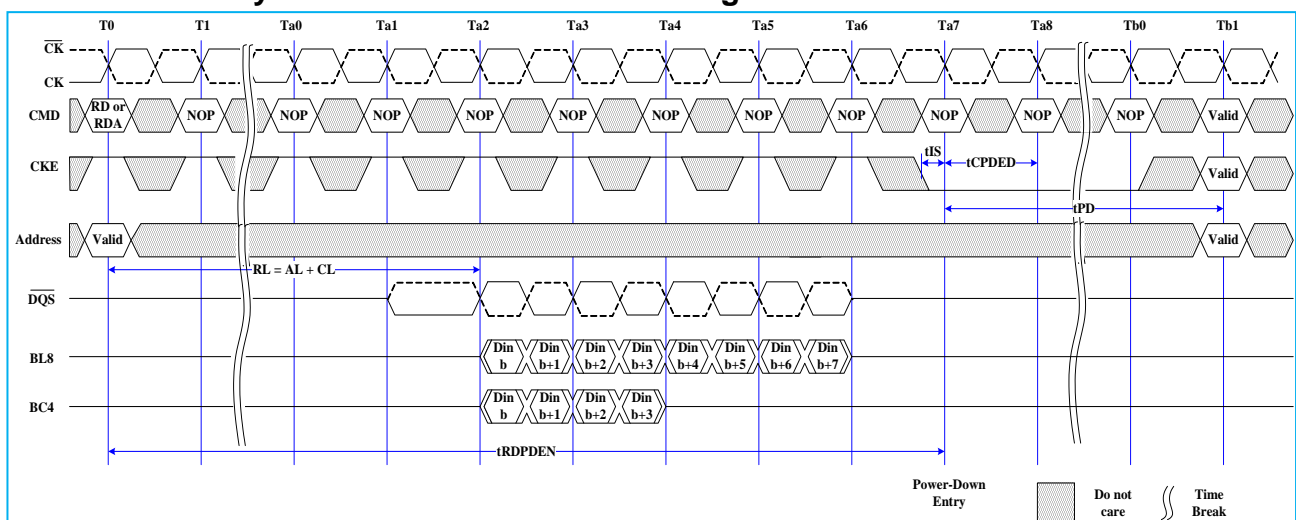 T0 T1 Ta0 Ta1 Ta2 Ta3 Ta4 Ta5 Ta6 Ta7 Ta8 Tb0 Tb1
CK
CK
CMD RD or RDA NOP NOP NOP NOP NOP NOP NOP NOP NOP NOP NOP Valid
CKE tIS tCPDED Valid
tPD
Address Valid Valid
RL = AL + CL
DQS
BL8 Din b Din b+1 Din b+2 Din b+3 Din b+4 Din b+5 Din b+6 Din b+7
BC4 Din b Din b+1 Din b+2 Din b+3
tRDPDEN
Power-Down Entry
Do not care
Time Break